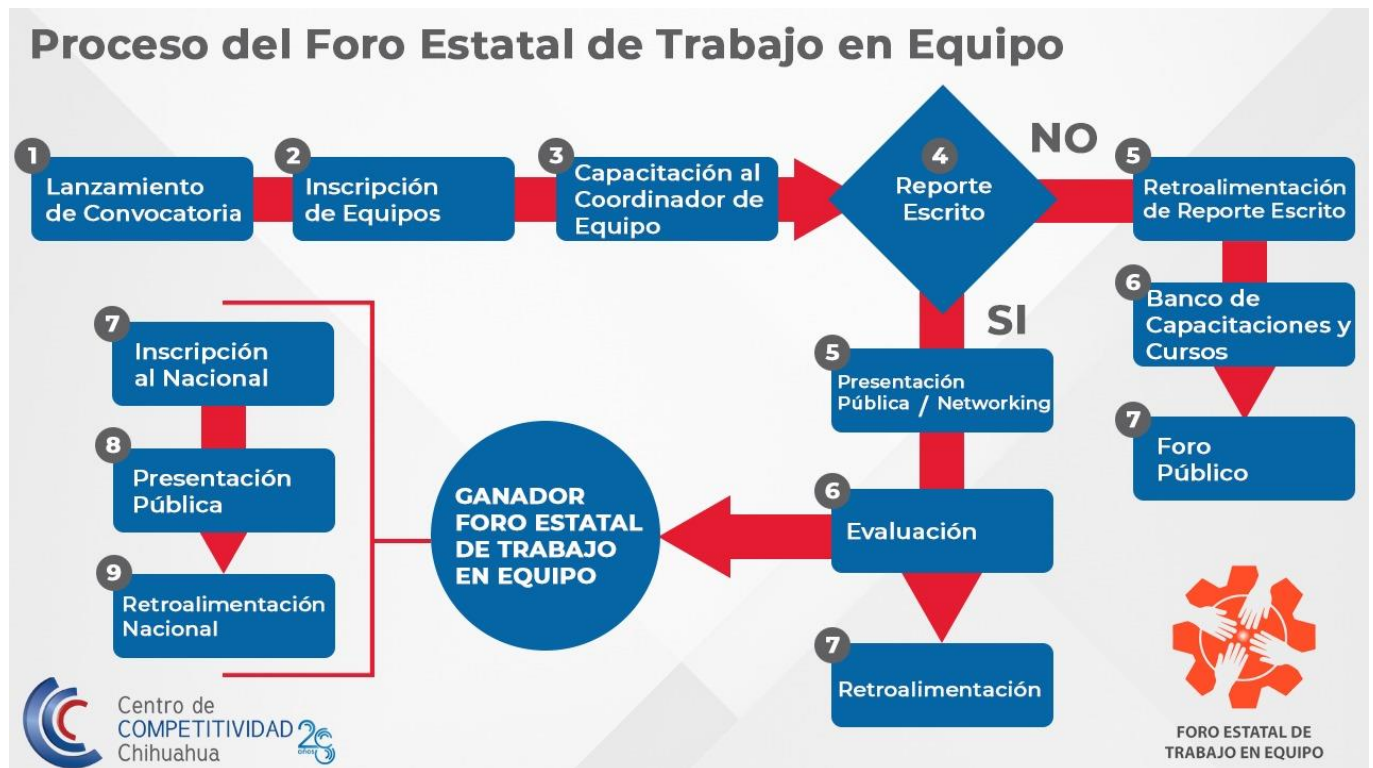 Proceso del Foro Estatal de Trabajo en Equipo
1
Lanzamiento
de Convocatoria
2
Inscripción
de Equipos
3
Capacitación al
Coordinador de
Equipo
4
Reporte
Escrito
NO
5
Retroalimentación
de Reporte Escrito
6
Banco de
Capacitaciones y
Cursos
7
Foro
Público
SI
5
Presentación
Pública / Networking
6
Evaluación
7
Retroalimentación
GANADOR
FORO ESTATAL
DE TRABAJO
EN EQUIPO
7
Inscripción
al Nacional
8
Presentación
Pública
9
Retroalimentación
Nacional
Centro de
COMPETITIVIDAD
Chihuahua
años
FORO ESTATAL DE
TRABAJO EN EQUIPO